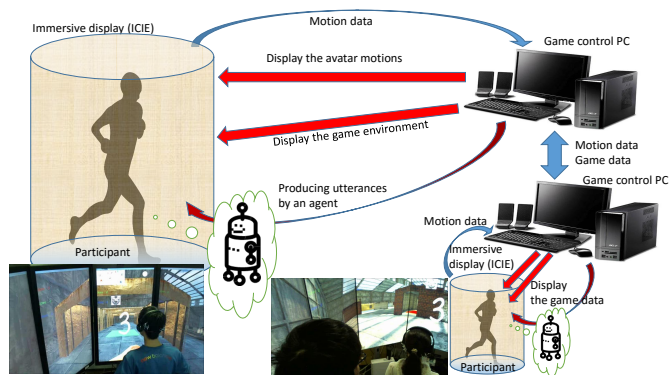 Motion data
Immersive display (ICIE)
Game control PC
Display the avatar motions
Display the game environment
Motion data
Game data
Producing utterances
by an agent
Game control PC
Motion data
Immersive
display (ICIE)
Participant
Display
the game data
Participant
3
3